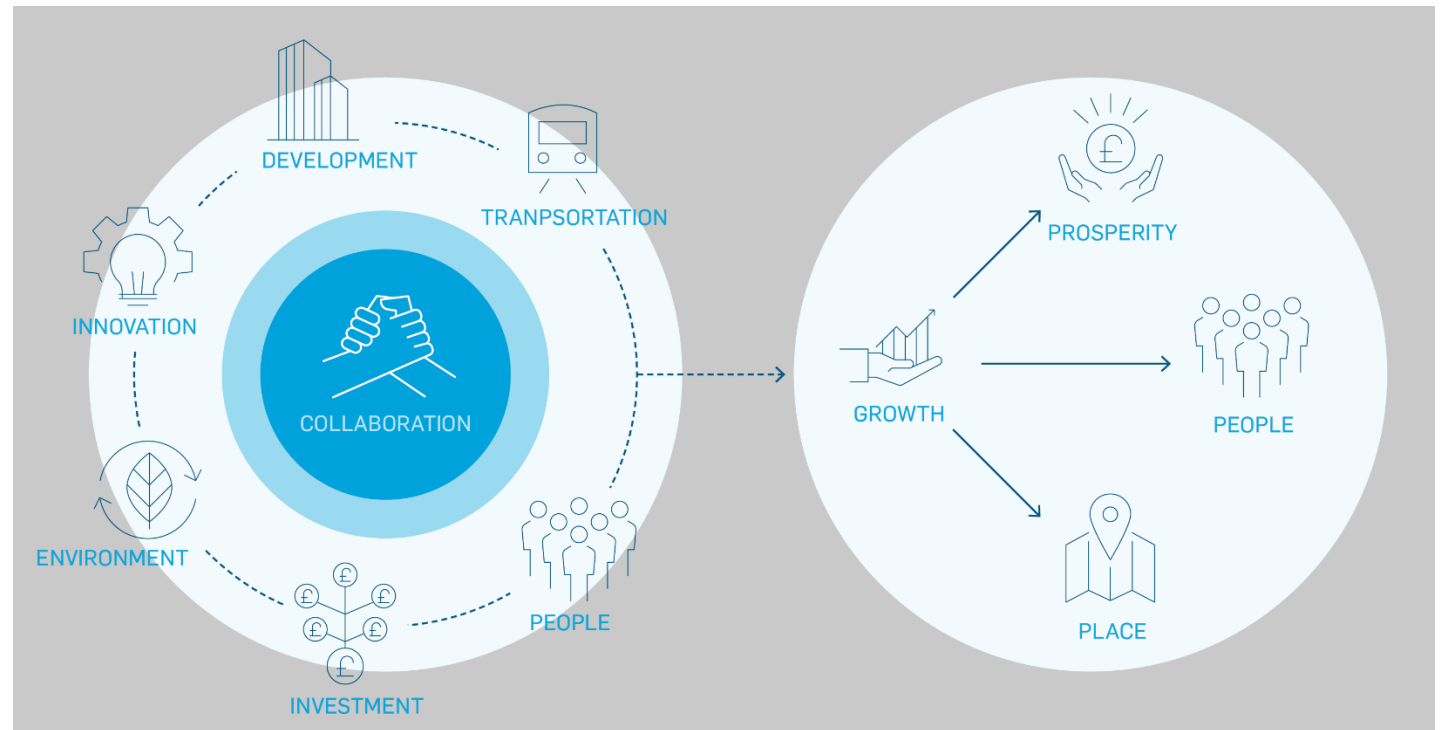 DEVELOPMENT
TRANPSORTATION
INNOVATION
COLLABORATION
ENVIRONMENT
£
£
£
£
£
£
INVESTMENT
PEOPLE
£
PROSPERITY
GROWTH
PEOPLE
PLACE